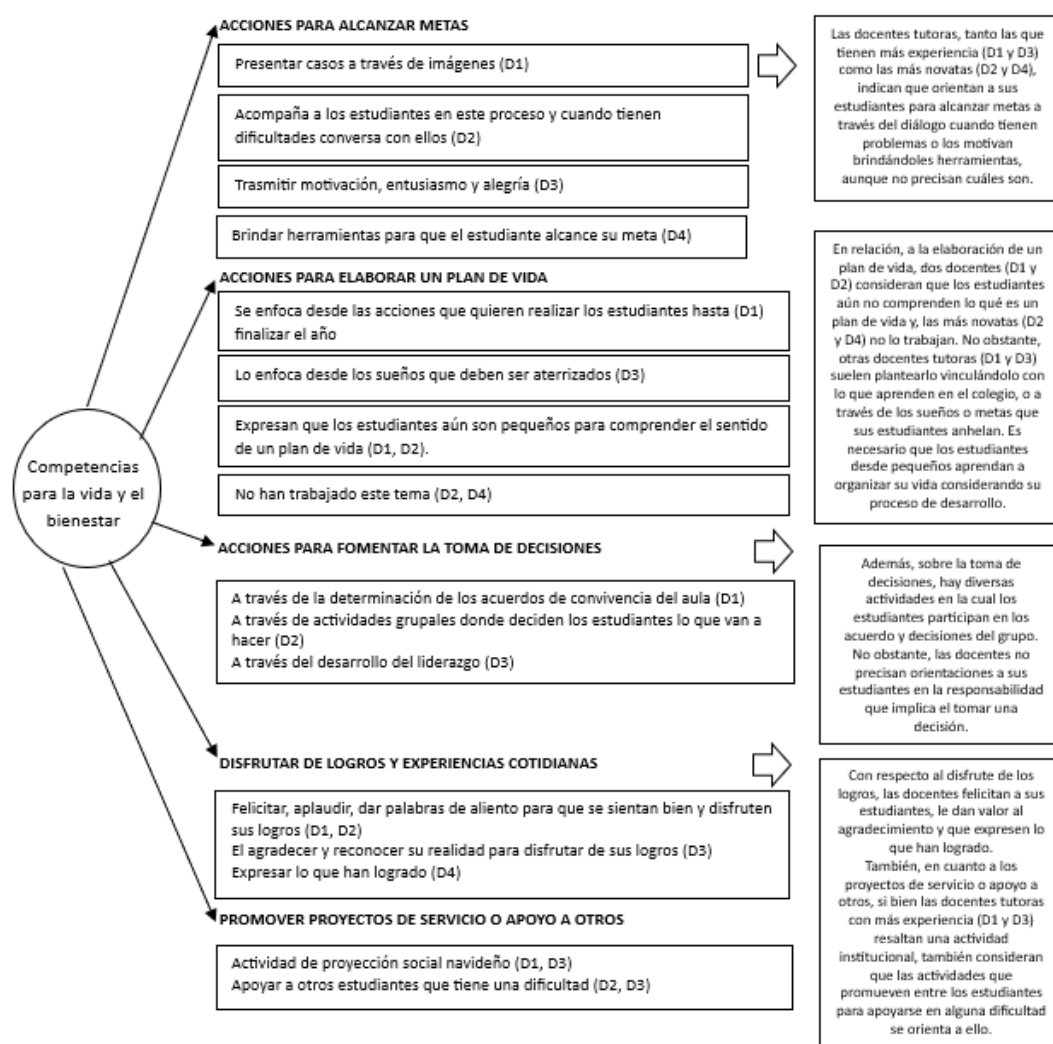 ACCIONES PARA ALCANZAR METAS
Presentar casos a través de imágenes (D1)
Acompaña a los estudiantes en este proceso y cuando tienen
dificultades conversa con ellos (D2)
Trasmitir motivación, entusiasmo y alegría (D3)
Brindar herramientas para que el estudiante alcance su meta (D4)
Las docentes tutoras, tanto las que
tienen más experiencia (D1 y D3)
como las más novatas (D2 y D4),
indican que orientan a sus
estudiantes para alcanzar metas a
través del diálogo cuando tienen
problemas o los motivan
brindándoles herramientas,
aunque no precisan cuáles son.
Competencias
para la vida y el
bienestar
ACCIONES PARA ELABORAR UN PLAN DE VIDA
Se enfoca desde las acciones que quieren realizar los estudiantes hasta (D1)
finalizar el año
Lo enfoca desde los sueños que deben ser aterrizados (D3)
Expresan que los estudiantes aún son pequeños para comprender el sentido
de un plan de vida (D1, D2).
No han trabajado este tema (D2, D4)
En relación, a la elaboración de un
plan de vida, dos docentes (D1 y
D2) consideran que los estudiantes
aún no comprenden lo qué es un
plan de vida y, las más novatas (D2
y D4) no lo trabajan. No obstante,
otras docentes tutoras (D1 y D3)
suelen plantearlo vinculándolo con
lo que aprenden en el colegio, o a
través de los sueños o metas que
sus estudiantes anhelan. Es
necesario que los estudiantes
desde pequeños aprendan a
organizar su vida considerando su
proceso de desarrollo.
ACCIONES PARA FOMENTAR LA TOMA DE DECISIONES
A través de la determinación de los acuerdos de convivencia del aula (D1)
A través de actividades grupales donde deciden los estudiantes lo que van a
hacer (D2)
A través del desarrollo del liderazgo (D3)
Además, sobre la toma de
decisiones, hay diversas
actividades en la cual los
estudiantes participan en los
acuerdo y decisiones del grupo.
No obstante, las docentes no
precisan orientaciones a sus
estudiantes en la responsabilidad
que implica el tomar una
decisión.
DISFRUTAR DE LOGROS Y EXPERIENCIAS COTIDIANAS
Felicitar, aplaudir, dar palabras de aliento para que se sientan bien y disfruten
sus logros (D1, D2)
El agradecer y reconocer su realidad para disfrutar de sus logros (D3)
Expresar lo que han logrado (D4)
PROMOVER PROYECTOS DE SERVICIO O APOYO A OTROS
Actividad de proyección social navideño (D1, D3)
Apoyar a otros estudiantes que tiene una dificultad (D2, D3)
Con respecto al disfrute de los
logros, las docentes felicitan a sus
estudiantes, le dan valor al
agradecimiento y que expresen lo
que han logrado.
También, en cuanto a los
proyectos de servicio o apoyo a
otros, si bien las docentes tutoras
con más experiencia (D1 y D3)
resaltan una actividad
institucional, también consideran
que las actividades que
promueven entre los estudiantes
para apoyarse en alguna dificultad
se orienta a ello.